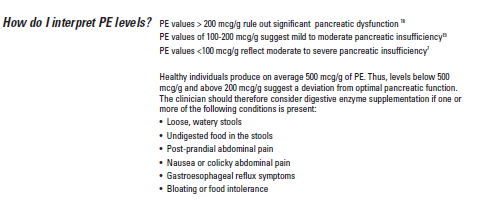 How do I interpret PE levels? PE values > 200 mcg/g rule out significant pancreatic dysfunction 18
PE values of 100-200 mcg/g suggest mild to moderate pancreatic insufficiency19
PE values <100 mcg/g reflect moderate to severe pancreatic insufficiency7
Healthy individuals produce on average 500 mcg/g of PE. Thus, levels below 500
mcg/g and above 200 mcg/g suggest a deviation from optimal pancreatic function.
The clinician should therefore consider digestive enzyme supplementation if one or
more of the following conditions is present:
• Loose, watery stools
• Undigested food in the stools
• Post-prandial abdominal pain
• Nausea or colicky abdominal pain
• Gastroesophageal reflux symptoms
• Bloating or food intolerance